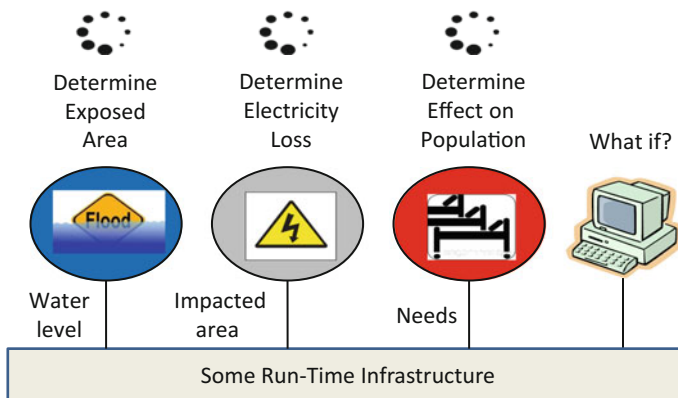 Determine
Exposed
Area
Determine
Electricity
Loss
Determine
Effect on
Population
What if?
Flood
Water
level
Impacted
area
Needs
Some Run-Time Infrastructure